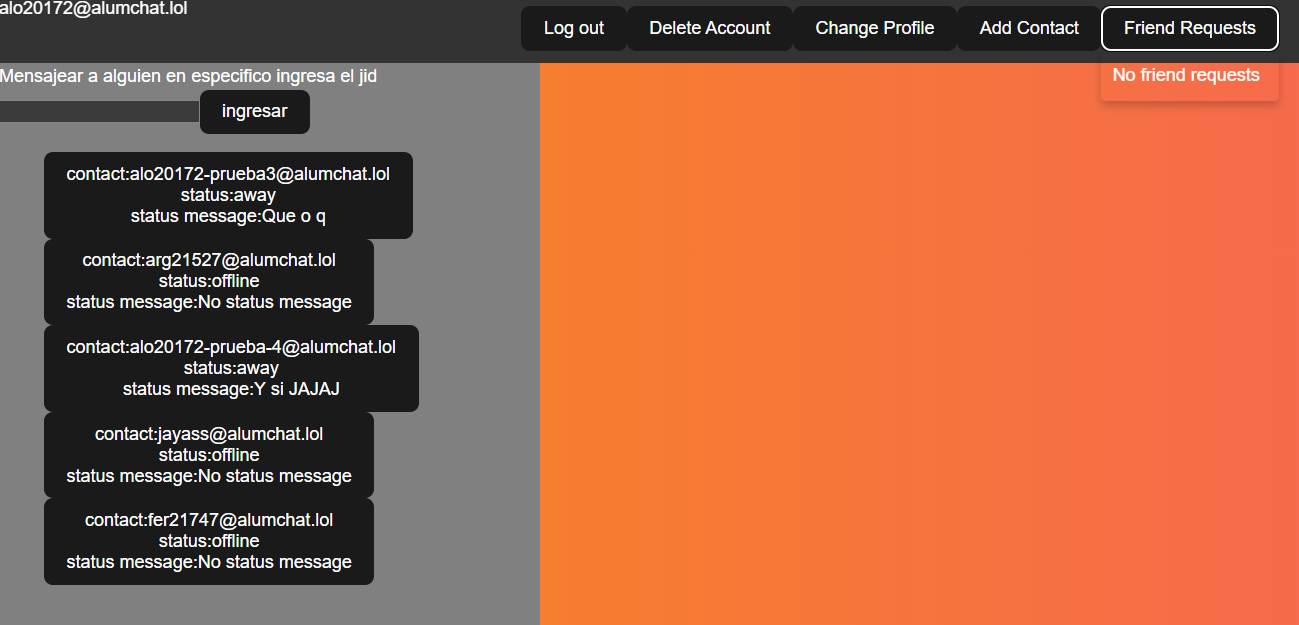 alo20172@alumchat.lol
Log out
Delete Account
Change Profile
Add Contact
Friend Requests
No friend requests
Mensajear a alguien en especifico ingresa el jid
ingresar
contact:alo20172-prueba3@alumchat.lol
status:away
status message:Que o q
contact:arg21527@alumchat.lol
status:offline
status message:No status message
contact:alo20172-prueba-4@alumchat.lol
status:away
status message:Y si JAJAJ
contact:jayass@alumchat.lol
status:offline
status message:No status message
contact:fer21747@alumchat.lol
status:offline
status message:No status message